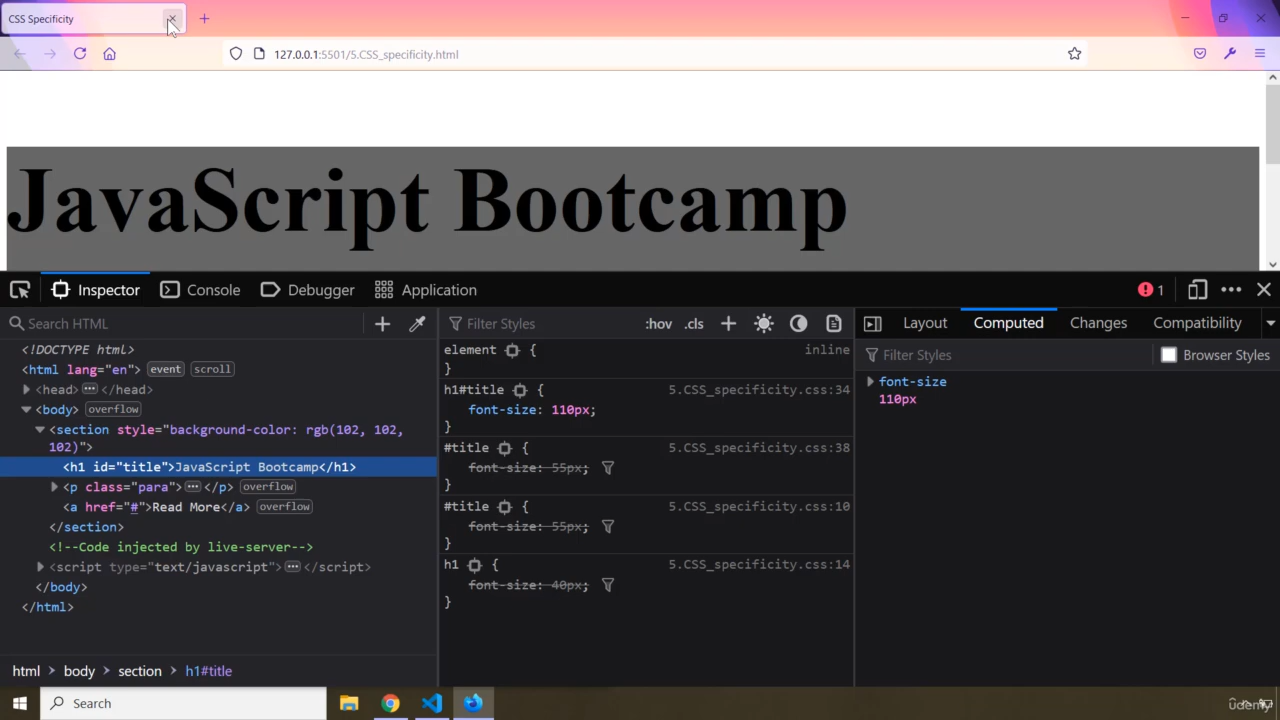 CSS Specificity
127.0.0.1:5501/5.CSS_specificity.html
JavaScript Bootcamp
Inspector Console Debugger Application 1
Search HTML
<!DOCTYPE html>
<html lang="en"> event scroll
<head> </head>
<body> overflow
<section style="background-color: rgb(102, 102,
102)">
<h1 id="title">JavaScript Bootcamp</h1>
<p class="para"> </p> overflow
<a href="#">Read More</a> overflow
</section>
<!--Code injected by live-server-->
<script type="text/javascript"> </script>
</body>
</html>
html > body > section > h1#title
Filter Styles :hov .cls
element { inline
}
h1#title { 5.CSS_specificity.css:34
font-size: 110px;
}
#title { 5.CSS_specificity.css:38
font-size: 55px;
}
#title { 5.CSS_specificity.css:10
font-size: 55px;
}
h1 { 5.CSS_specificity.css:14
font-size: 40px;
}
Layout Computed Changes Compatibility
Filter Styles Browser Styles
font-size
110px
Search
udemy